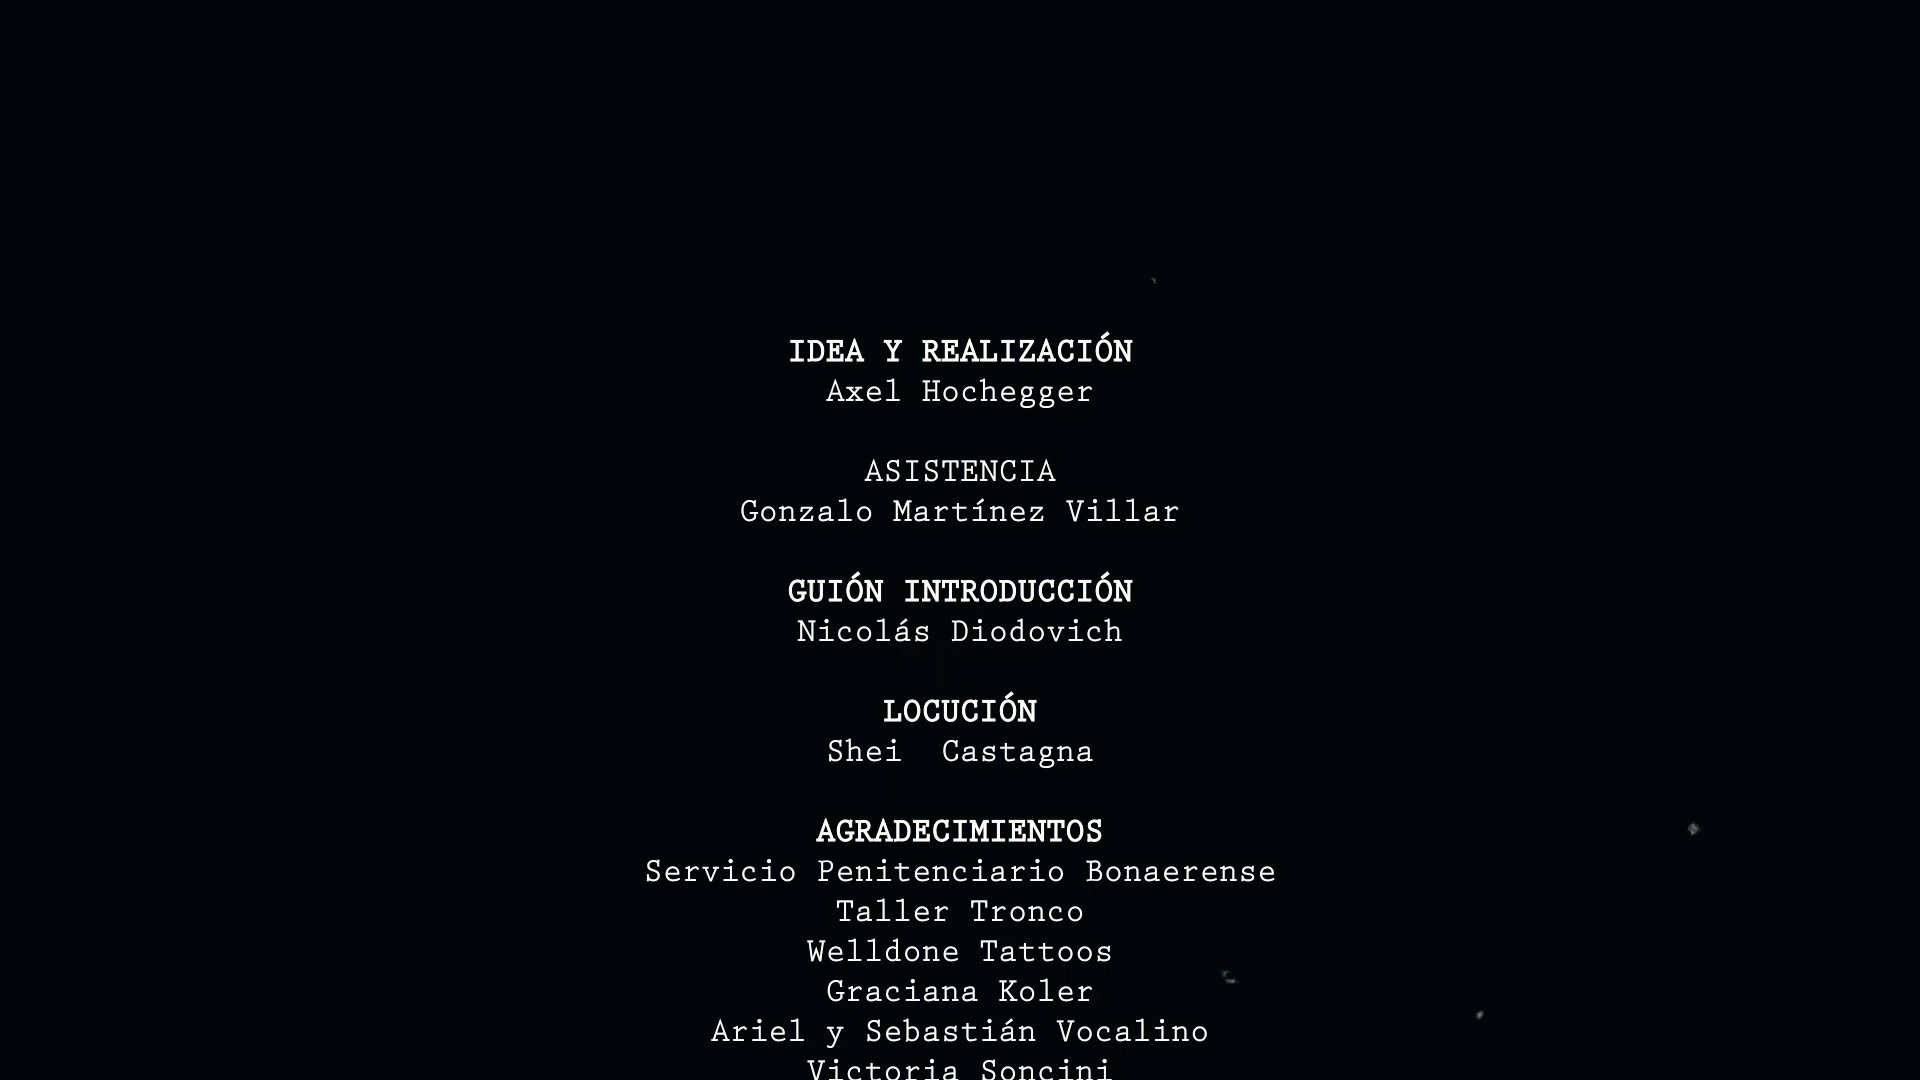 IDEA Y REALIZACIÓN
Axel Hochegger
ASISTENCIA
Gonzalo Martínez Villar
GUIÓN INTRODUCCIÓN
Nicolás Diodovich
LOCUCIÓN
Shei  Castagna
AGRADECIMIENTOS
Servicio Penitenciario Bonaerense
Taller Tronco
Welldone Tattoos
Graciana Koler
Ariel y Sebastián Vocalino
Victoria Soncini